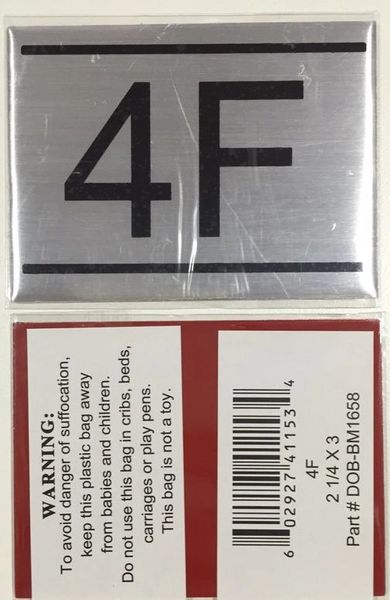 4F
WARNING:
To avoid danger of suffocation,
keep this plastic bag away
from babies and children.
Do not use this bag in cribs, beds,
carriages or play pens.
This bag is not a toy.
6 02927 41153 4
4F
2 1/4 X 3
Part # DOB-BM1658